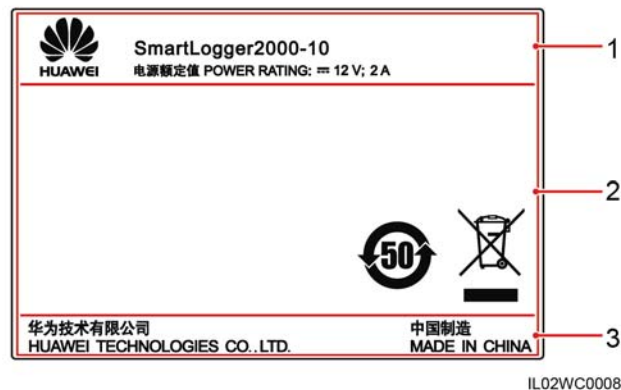 HUAWEI
SmartLogger2000-10
电源额定值 POWER RATING: ⎓ 12 V; 2 A
1
2
50
华为技术有限公司
HUAWEI TECHNOLOGIES CO.,LTD.
中国制造
MADE IN CHINA
3
IL02WC0008